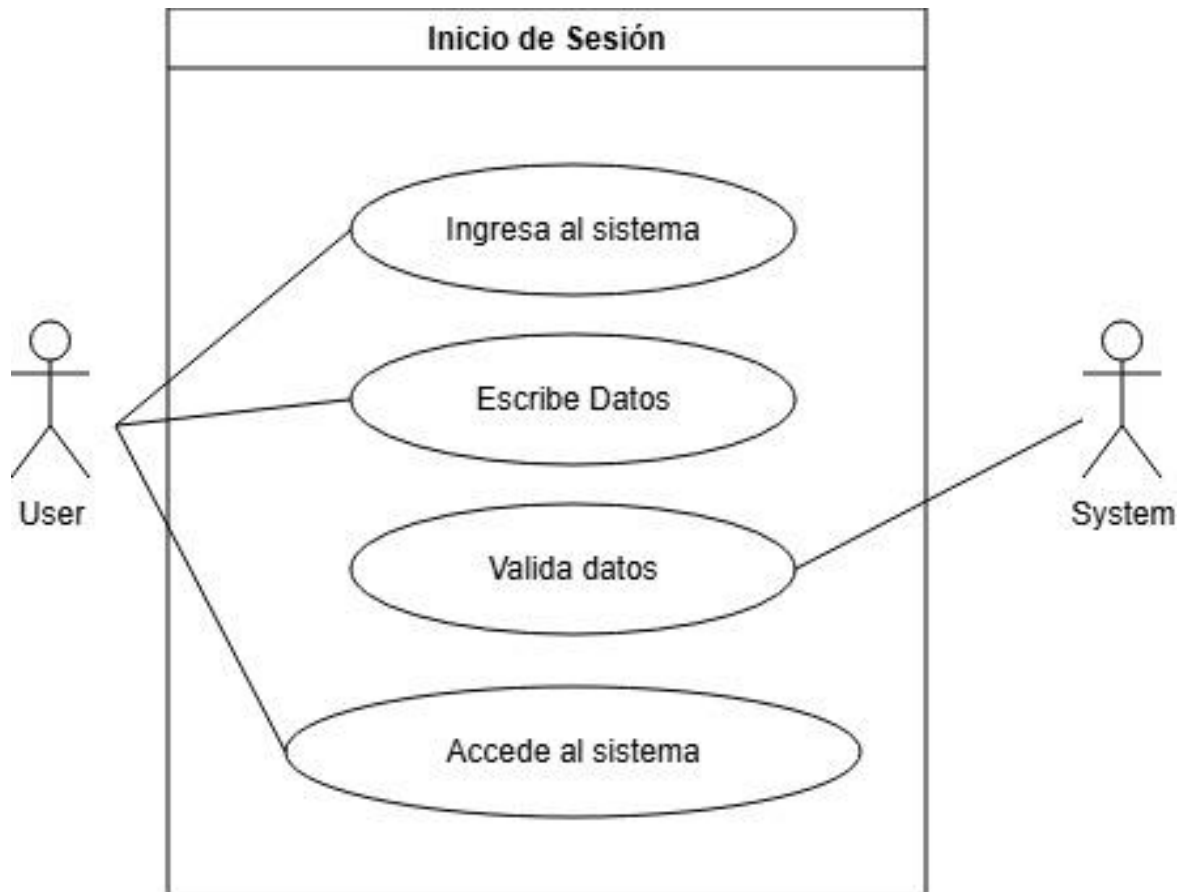 Inicio de Sesión
Ingresa al sistema
Escribe Datos
User
System
Valida datos
Accede al sistema